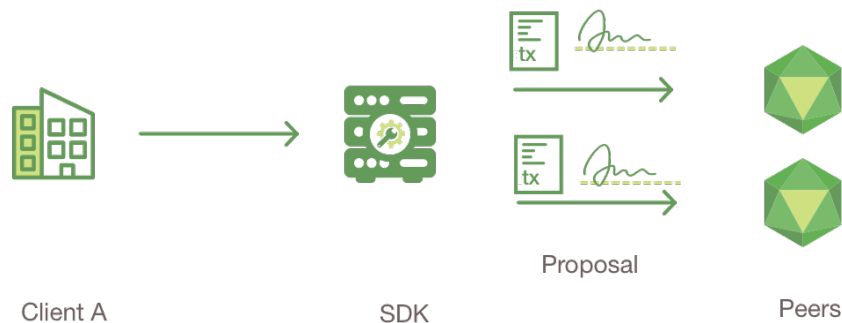 tx
tx
Proposal
Client A
SDK
Peers